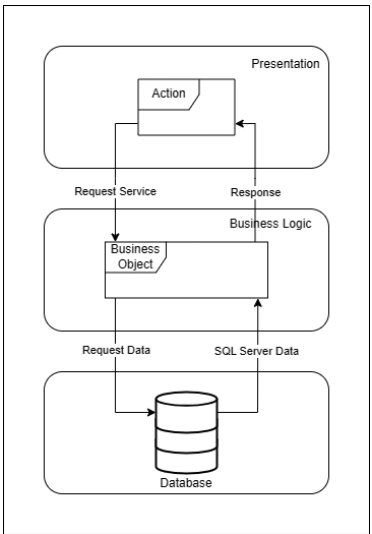 Presentation
Action
Request Service
Response
Business Logic
Business
Object
Request Data
SQL Server Data
Database